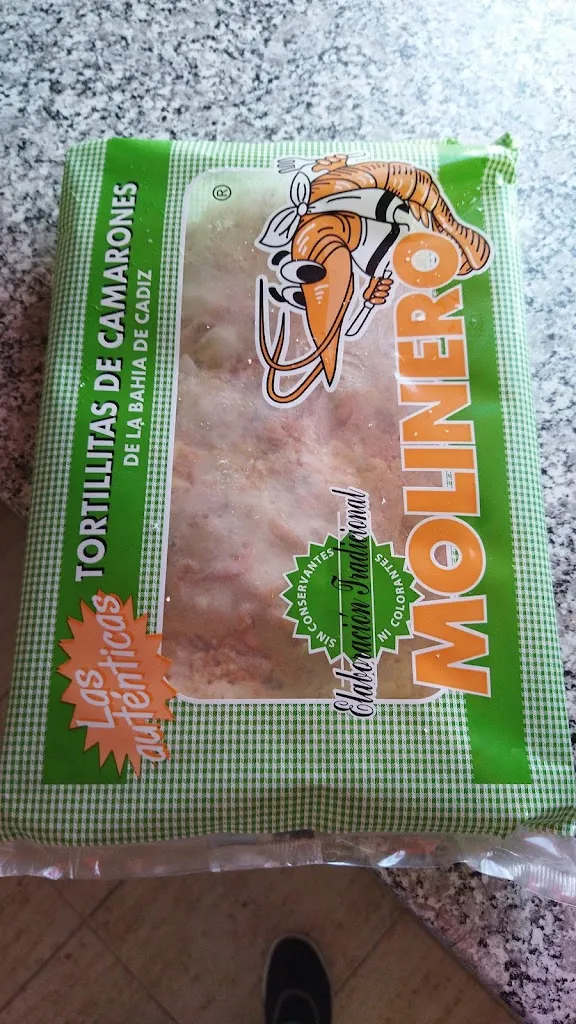 Las
auténticas
TORTILLITAS DE CAMARONES
DE LA BAHIA DE CADIZ
®
SIN CONSERVANTES
Elaboración Tradicional
NI COLORANTES
MOLINERO